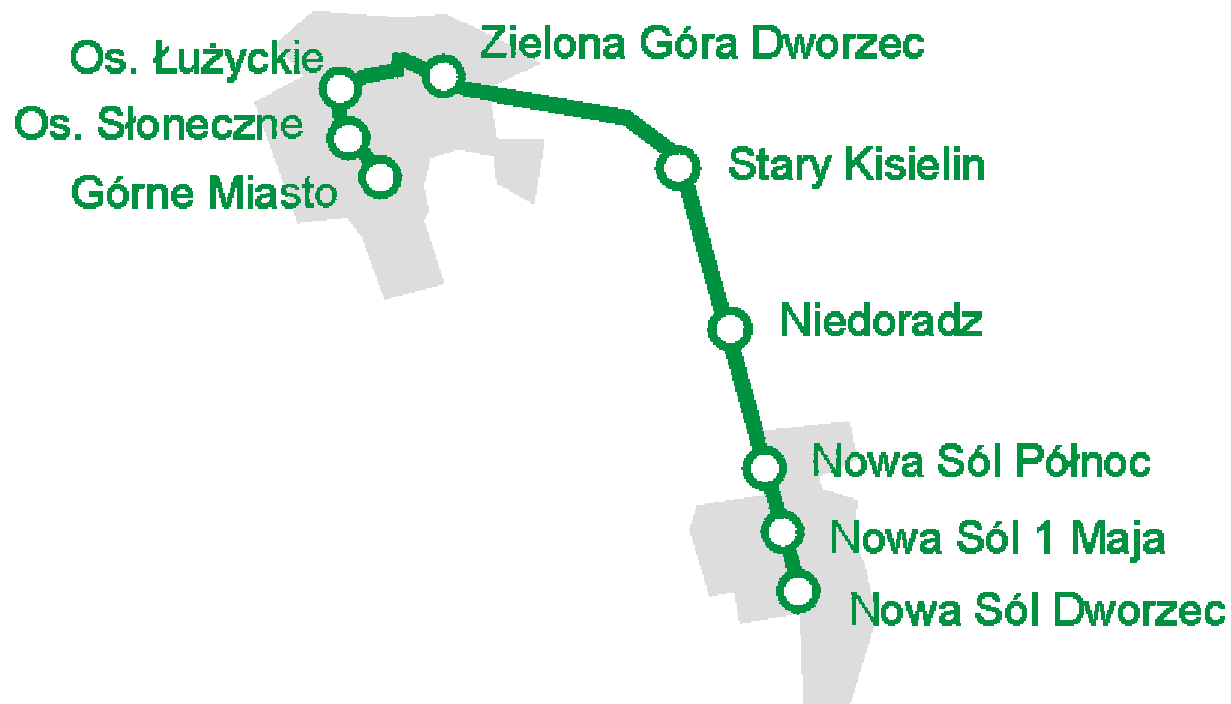 Zielona Góra Dworzec
Os. Łużyckie
Os. Słoneczne
Górne Miasto
Stary Kisielin
Niedoradz
Nowa Sól Północ
Nowa Sól 1 Maja
Nowa Sól Dworzec